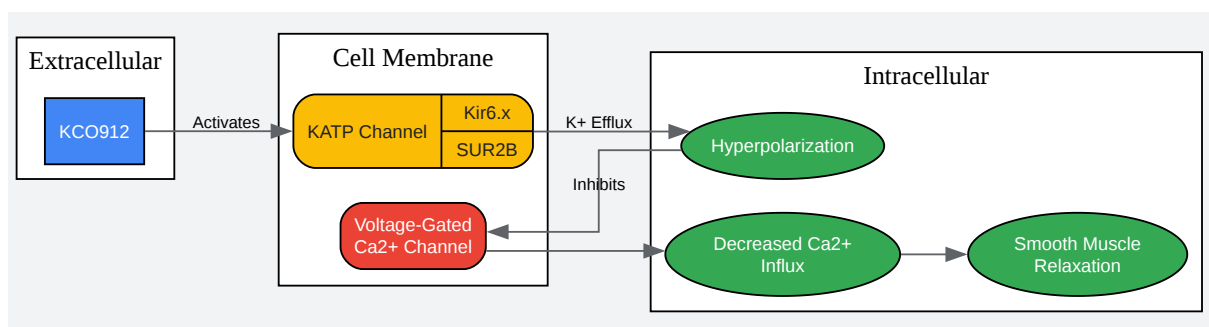 Extracellular
KCO912
Activates
Cell Membrane
KATP Channel
Kir6.x
SUR2B
K+ Efflux
Intracellular
Hyperpolarization
Inhibits
Voltage-Gated
Ca2+ Channel
Decreased Ca2+
Influx
Smooth Muscle
Relaxation